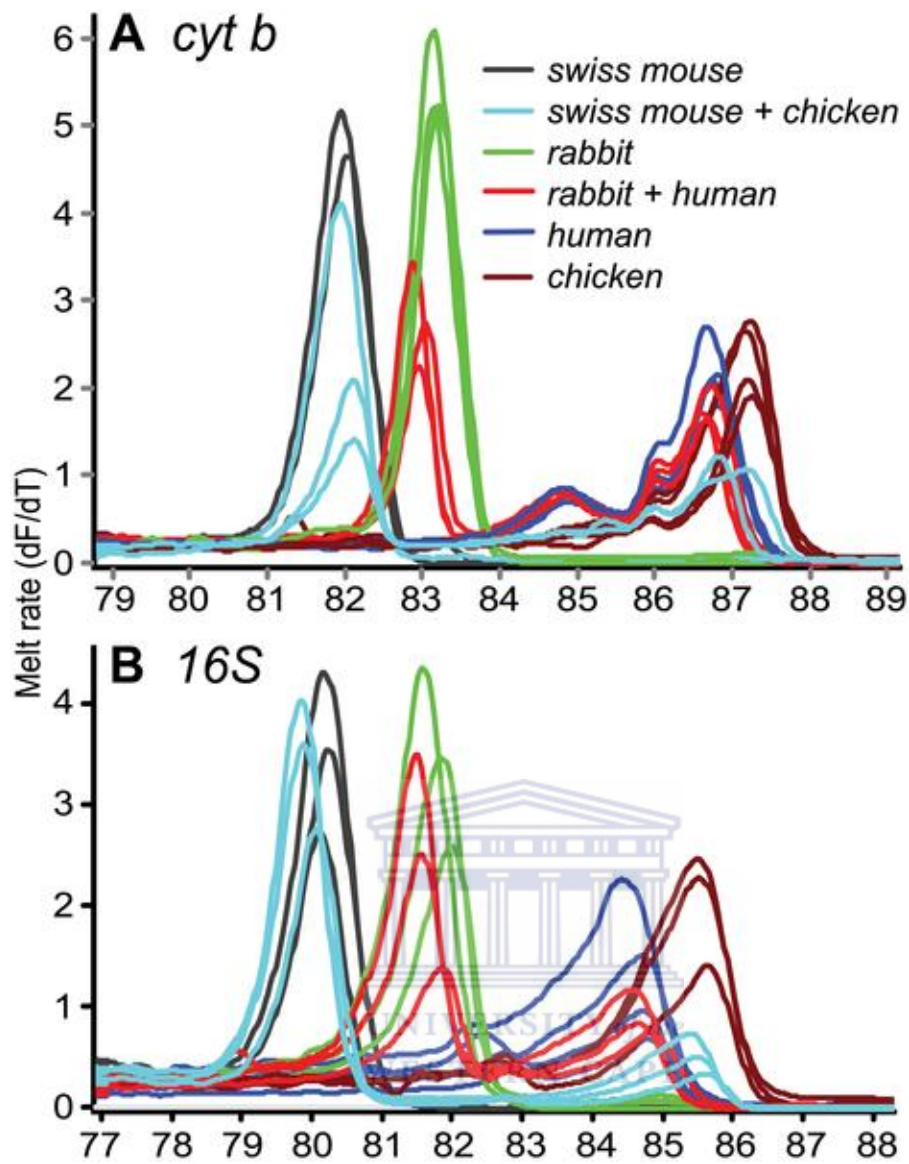 A cyt b
6
5
4
3
2
1
0
swiss mouse
swiss mouse + chicken
rabbit
rabbit + human
human
chicken
79 80 81 82 83 84 85 86 87 88 89
Melt rate (dF/dT)
B 16S
4
3
2
1
0
UNIVERSITY
77 78 79 80 81 82 83 84 85 86 87 88